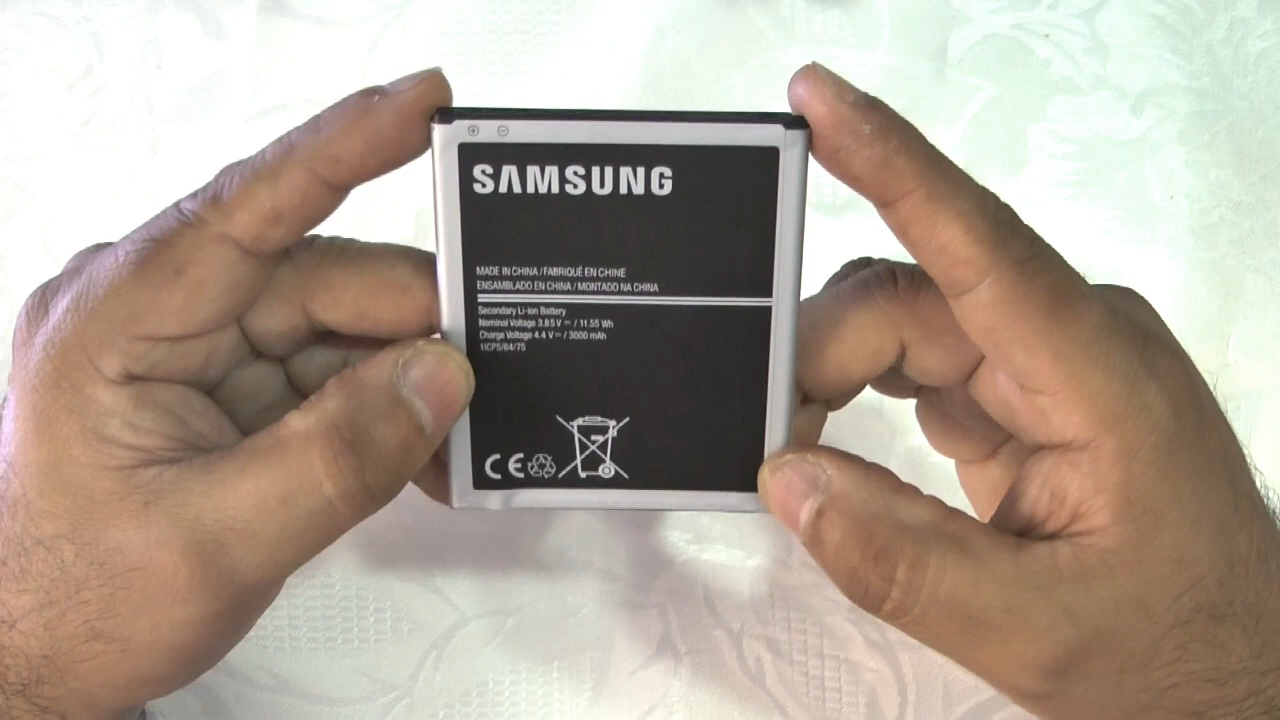 SAMSUNG
MADE IN CHINA / FABRIQUÉ EN CHINE
ENSAMBLADO EN CHINA / MONTADO NA CHINA
Secondary Li-ion Battery
Nominal Voltage 3.85 V ⎓ / 11.55 Wh
Charge Voltage 4.4 V ⎓ / 3000 mAh
1ICP5/64/75
CE